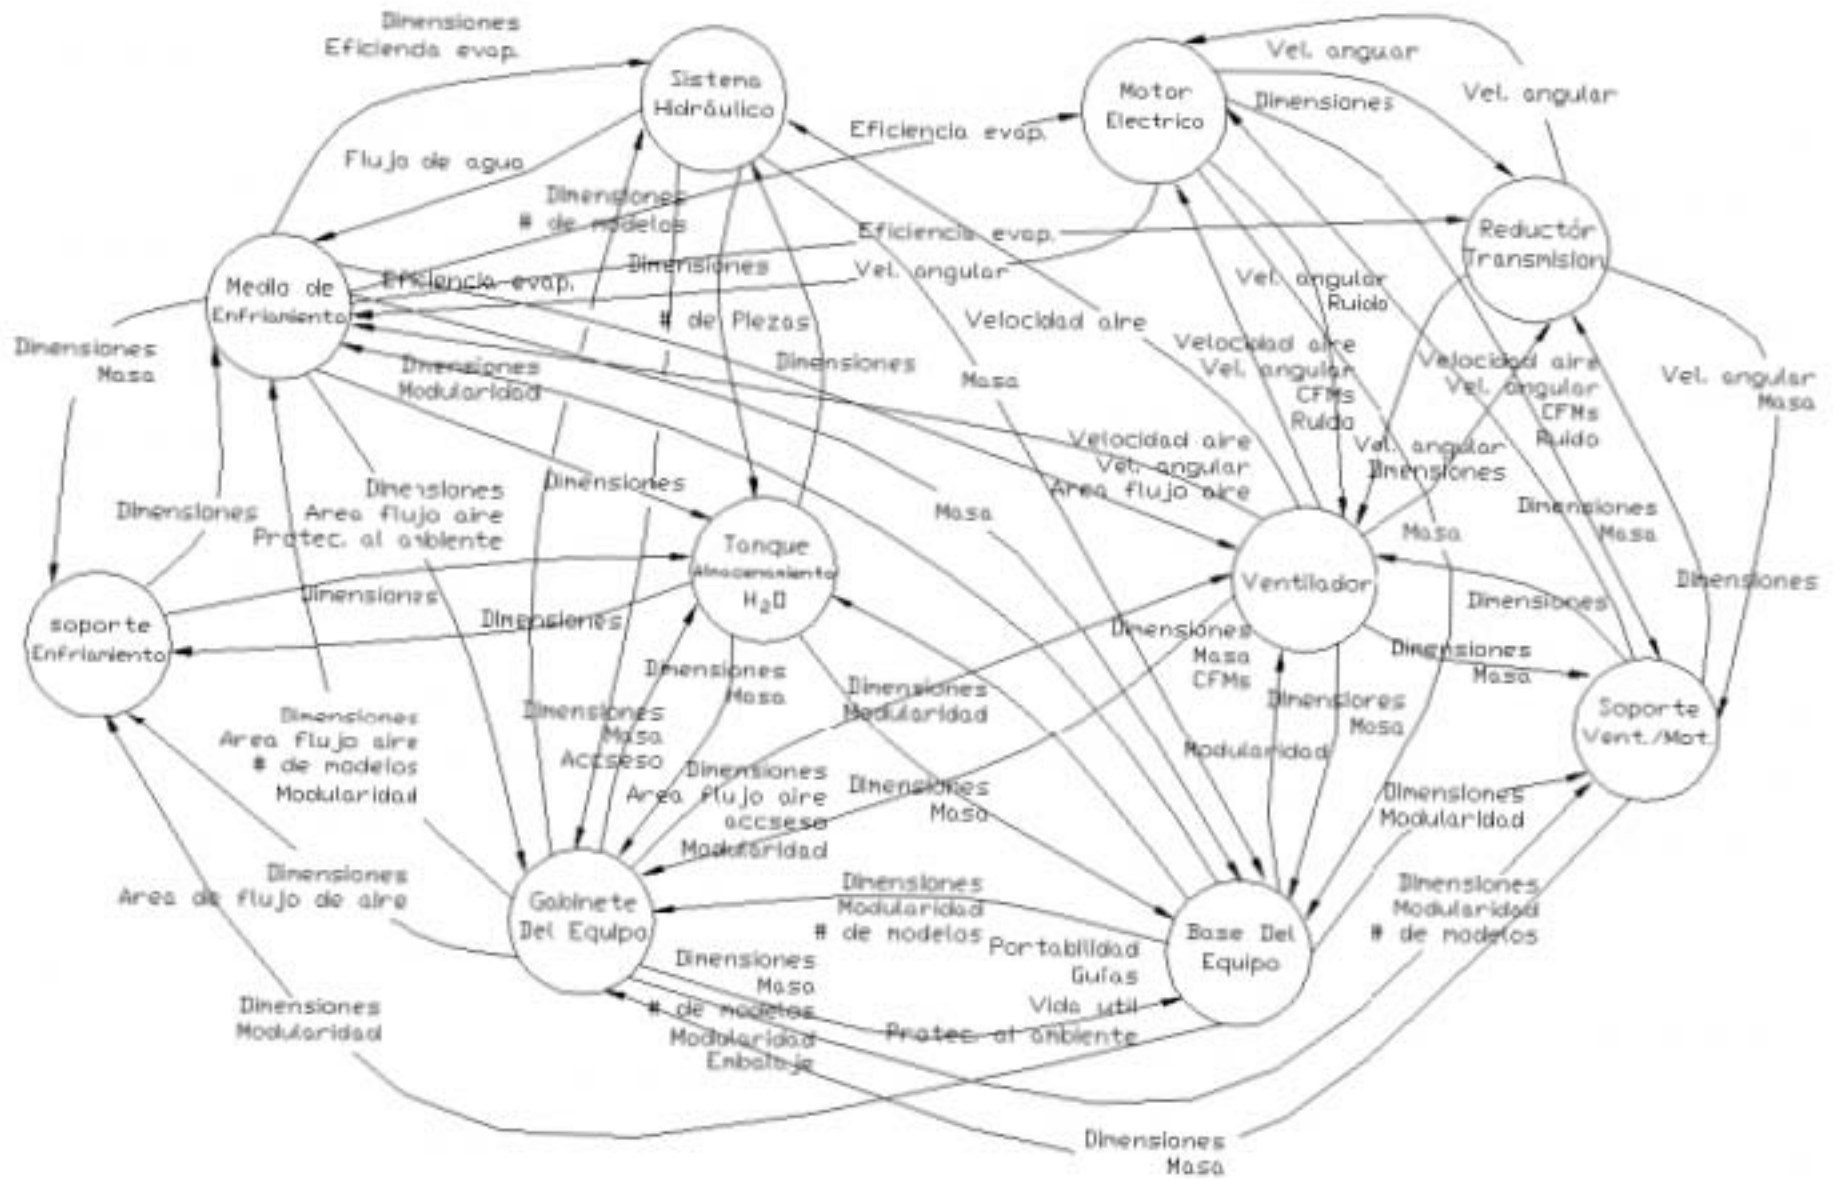 Dimensiones
Eficiencia evap.
Sistema
Hidráulico
Motor
Electrico
Vel. anguar
Dimensiones
Vel. angular
Eficiencia evap.
Flujo de agua
Dimensiones
# de modelos
Eficiencia evap.
Reductór
Transmision
Medio de
Enfriamiento
Eficiencia evap.
Dimensiones
Vel. angular
Vel. angular
Ruido
# de Piezas
Dimensiones
Velocidad aire
Masa
Dimensiones
Masa
Dimensiones
Modularidad
Velocidad aire
Vel. angular
CFMs
Ruido
Velocidad aire
Vel. angular
CFMs
Ruido
Vel. angular
Masa
Velocidad aire
Vel. angular
Area flujo aire
Vel. angular
Dimensiones
Dimensiones
Dimensiones
Dimensiones
Area flujo aire
Protec. al ambiente
Masa
Masa
Dimensiones
Masa
Tanque
Almacenamiento
H₂O
Ventilador
Dimensiones
soporte
Enfriamiento
Dimensiones
Dimensiones
Dimensiones
Dimensiones
Masa
Dimensiones
Masa
CFMs
Dimensiones
Masa
Dimensiones
Modularidad
Dimensiones
Masa
Modularidad
Soporte
Vent./Mot.
Dimensiones
Area flujo aire
# de modelos
Modularidad
Dimensiones
Masa
Accseso
Dimensiones
Area flujo aire
accseso
Modularidad
Dimensiones
Masa
Dimensiones
Modularidad
Dimensiones
Area de flujo de aire
Gabinete
Del Equipo
Dimensiones
Modularidad
# de modelos
Base Del
Equipo
Dimensiones
Modularidad
# de modelos
Portabilidad
Guías
Vida util
Protec. al ambiente
Dimensiones
Masa
# de modelos
Modularidad
Embalaje
Dimensiones
Modularidad
Dimensiones
Masa